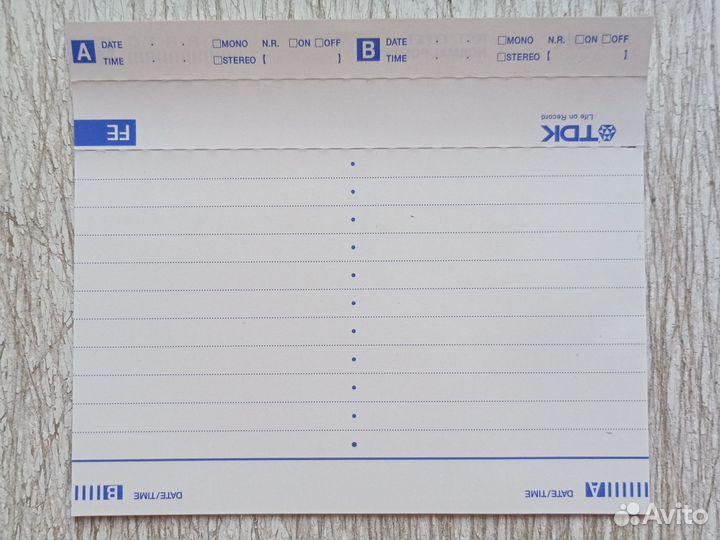 A DATE . . □MONO N.R. □ON □OFF
TIME . . □STEREO [ ]
B DATE . . □MONO N.R. □ON □OFF
TIME . . □STEREO [ ]
FE
TDK
Life on Record
B DATE/TIME
A DATE/TIME
Avito